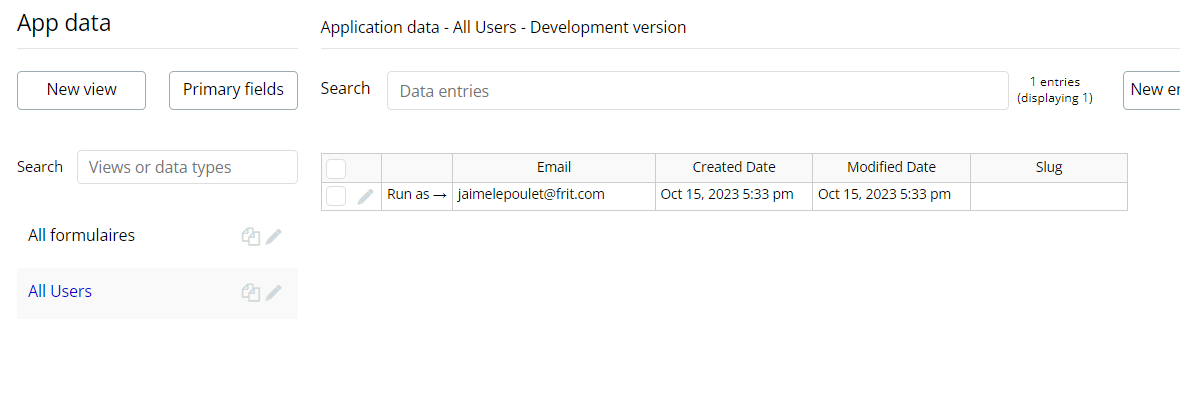 App data
Application data - All Users - Development version
New view
Primary fields
Search
Data entries
1 entries
(displaying 1)
New
Search
Views or data types
Email
Created Date
Modified Date
Slug
Run as →
jaimelepoulet@frit.com
Oct 15, 2023 5:33 pm
Oct 15, 2023 5:33 pm
All formulaires
All Users